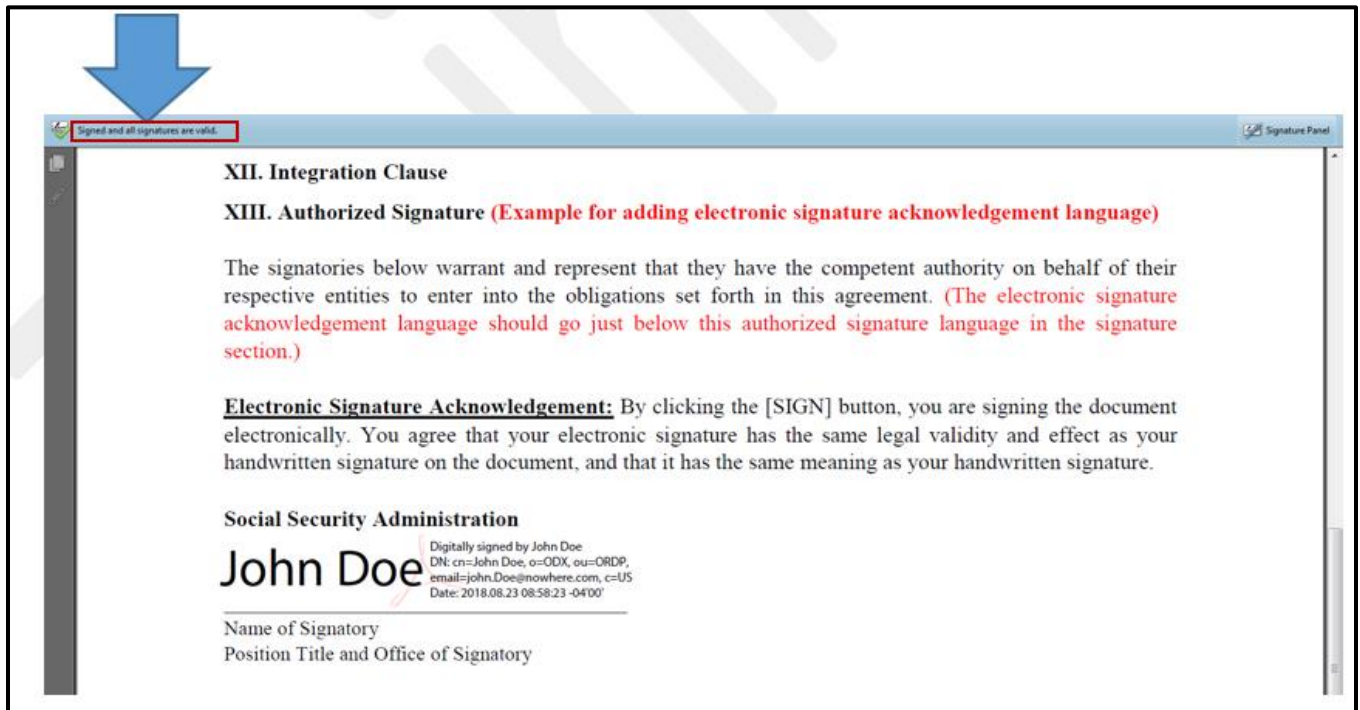 Signed and all signatures are valid.
Signature Panel
XII. Integration Clause
XIII. Authorized Signature (Example for adding electronic signature acknowledgement language)
The signatories below warrant and represent that they have the competent authority on behalf of their
respective entities to enter into the obligations set forth in this agreement. (The electronic signature
acknowledgement language should go just below this authorized signature language in the signature
section.)
Electronic Signature Acknowledgement: By clicking the [SIGN] button, you are signing the document
electronically. You agree that your electronic signature has the same legal validity and effect as your
handwritten signature on the document, and that it has the same meaning as your handwritten signature.
Social Security Administration
John Doe
Digitally signed by John Doe
DN: cn=John Doe, o=ODX, ou=ORDP,
email=john.Doe@nowhere.com, c=US
Date: 2018.08.23 08:58:23 -04'00'
Name of Signatory
Position Title and Office of Signatory